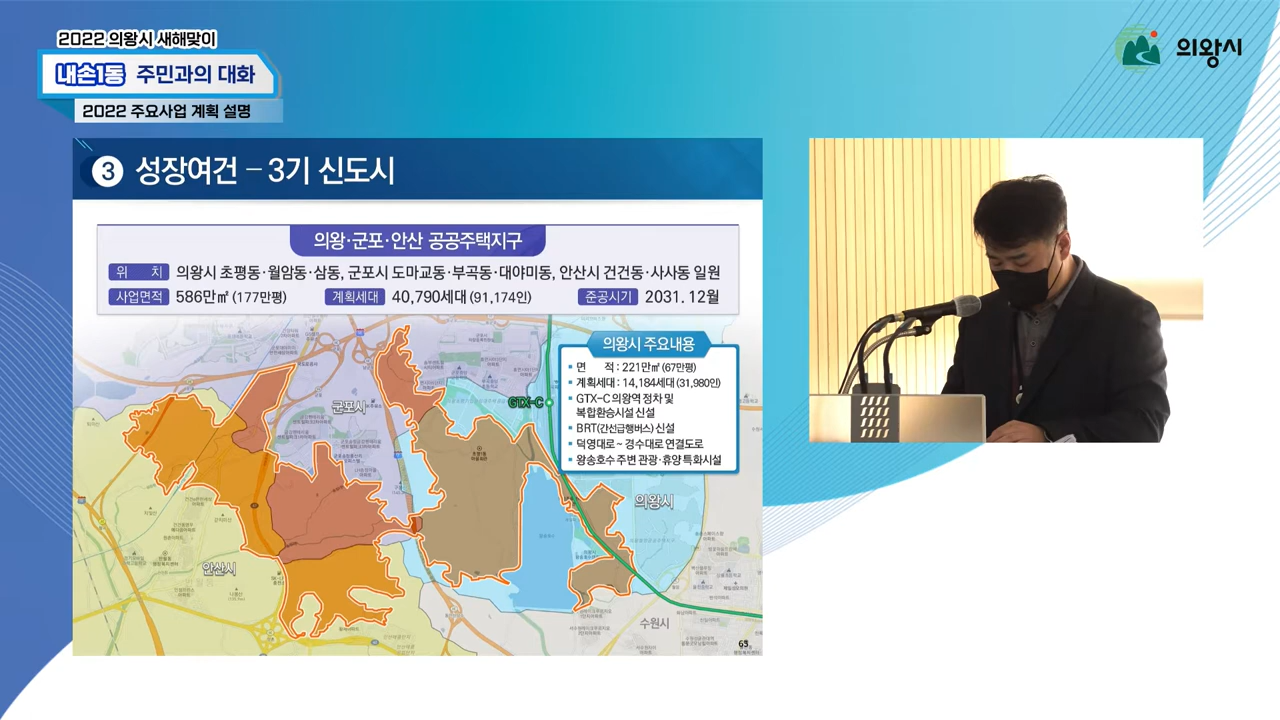 2022 의왕시 새해맞이
내손1동 주민과의 대화
2022 주요사업 계획 설명
의왕시
3 성장여건 – 3기 신도시
의왕·군포·안산 공공주택지구
위 치 의왕시 초평동·월암동·삼동, 군포시 도마교동·부곡동·대야미동, 안산시 건건동·사사동 일원
사업면적 586만㎡ (177만평) 계획세대 40,790세대 (91,174인) 준공시기 2031. 12월
의왕시 주요내용
▪ 면 적 : 221만㎡ (67만평)
▪ 계획세대 : 14,184세대 (31,980인)
▪ GTX-C 의왕역 정차 및
복합환승시설 신설
▪ BRT(간선급행버스) 신설
▪ 덕영대로 ~ 경수대로 연결도로
▪ 왕송호수 주변 관광·휴양 특화시설
GTX-C
군포시
의왕시
안산시
수원시
65